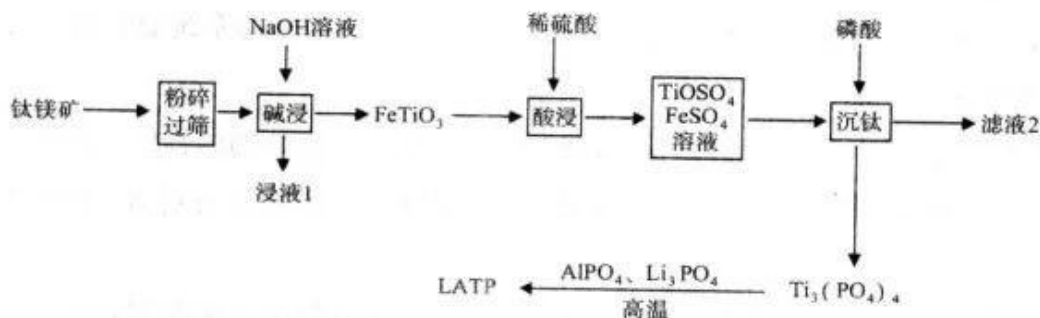 NaOH溶液
稀硫酸
磷酸
钛镁矿
粉碎
过筛
碱浸
FeTiO₃
酸浸
TiOSO₄
FeSO₄
溶液
沉钛
滤液2
浸液1
LATP
AlPO₄、Li₃PO₄
高温
Ti₃(PO₄)₄